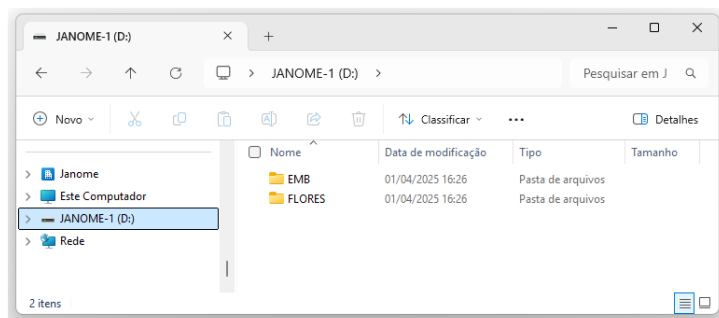 JANOME-1 (D:)
JANOME-1 (D:)
Pesquisar em J
Novo
Classificar
Detalhes
Nome Data de modificação Tipo Tamanho
Janome
Este Computador
JANOME-1 (D:)
Rede
EMB 01/04/2025 16:26 Pasta de arquivos
FLORES 01/04/2025 16:26 Pasta de arquivos
2 itens